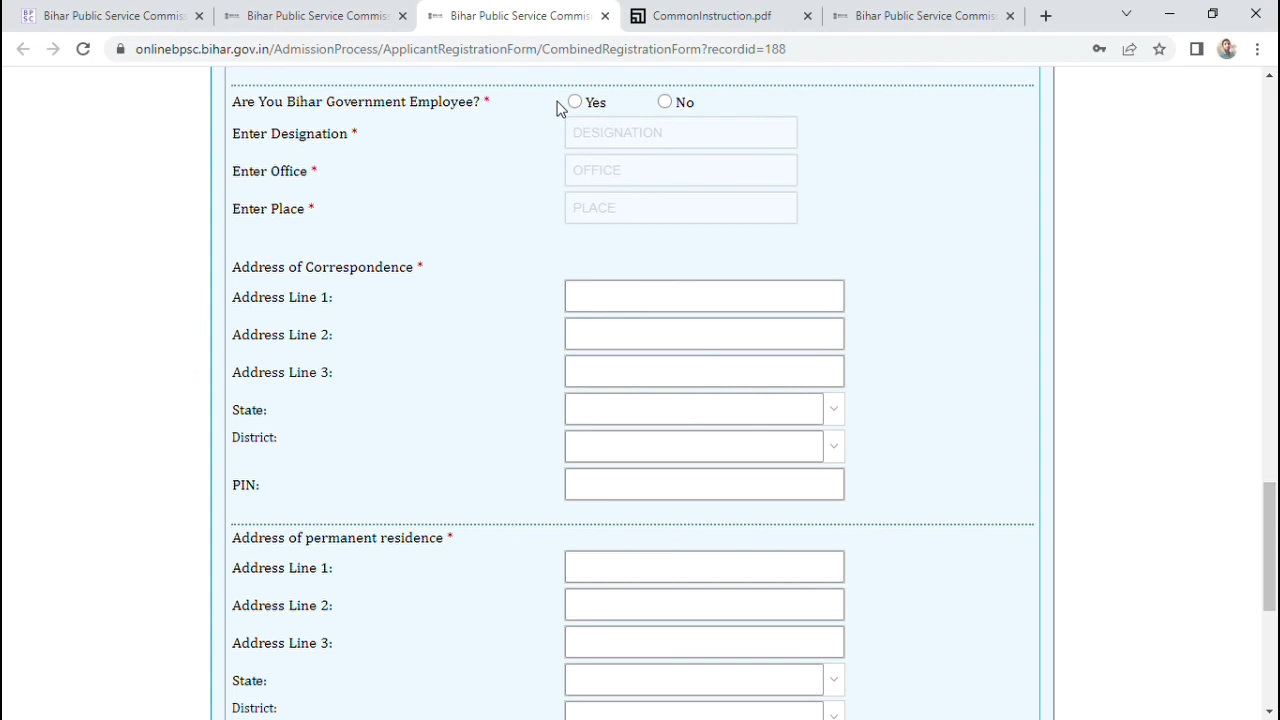 Bihar Public Service Commis
Bihar Public Service Commis
Bihar Public Service Commis
CommonInstruction.pdf
Bihar Public Service Commis
onlinebpsc.bihar.gov.in/AdmissionProcess/ApplicantRegistrationForm/CombinedRegistrationForm?recordid=188
Are You Bihar Government Employee? * Yes No
Enter Designation * DESIGNATION
Enter Office * OFFICE
Enter Place * PLACE
Address of Correspondence *
Address Line 1:
Address Line 2:
Address Line 3:
State:
District:
PIN:
Address of permanent residence *
Address Line 1:
Address Line 2:
Address Line 3:
State:
District: